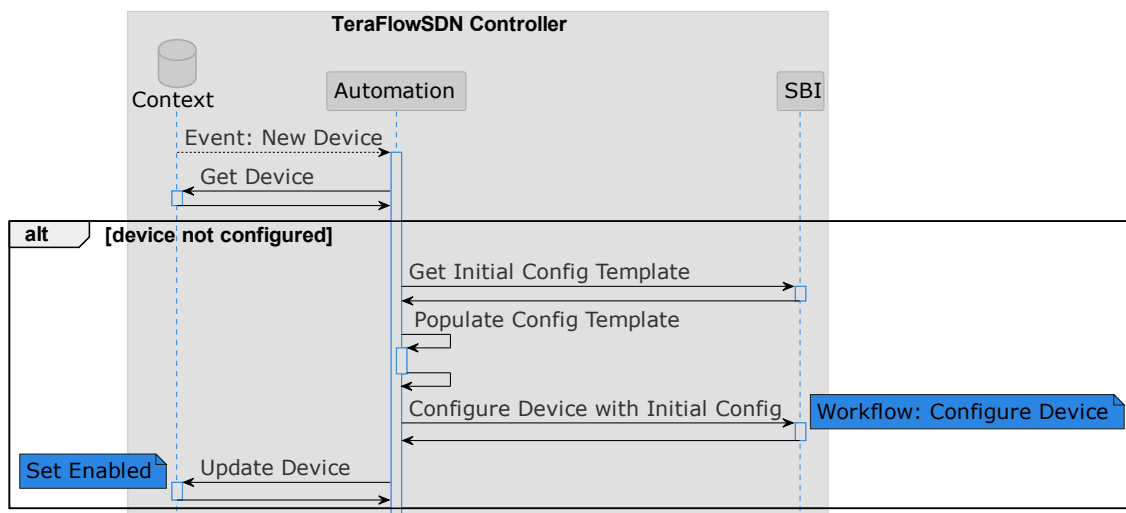 TeraFlowSDN Controller
Context
Automation
SBI
Event: New Device
Get Device
alt
[device not configured]
Get Initial Config Template
Populate Config Template
Configure Device with Initial Config
Workflow: Configure Device
Set Enabled
Update Device